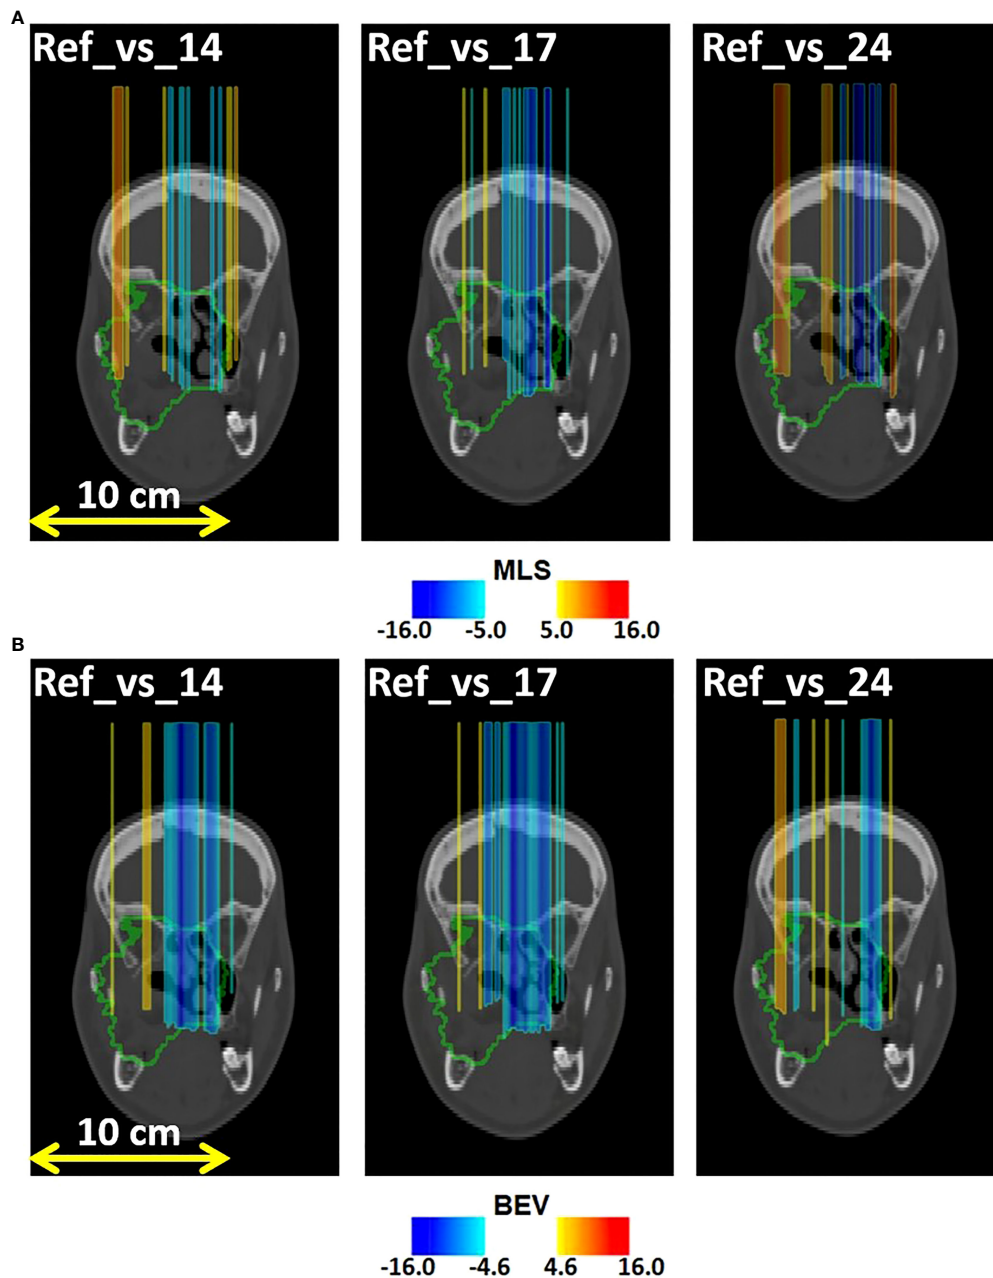 A
Ref_vs_14
Ref_vs_17
Ref_vs_24
10 cm
MLS
-16.0 -5.0 5.0 16.0
B
Ref_vs_14
Ref_vs_17
Ref_vs_24
10 cm
BEV
-16.0 -4.6 4.6 16.0